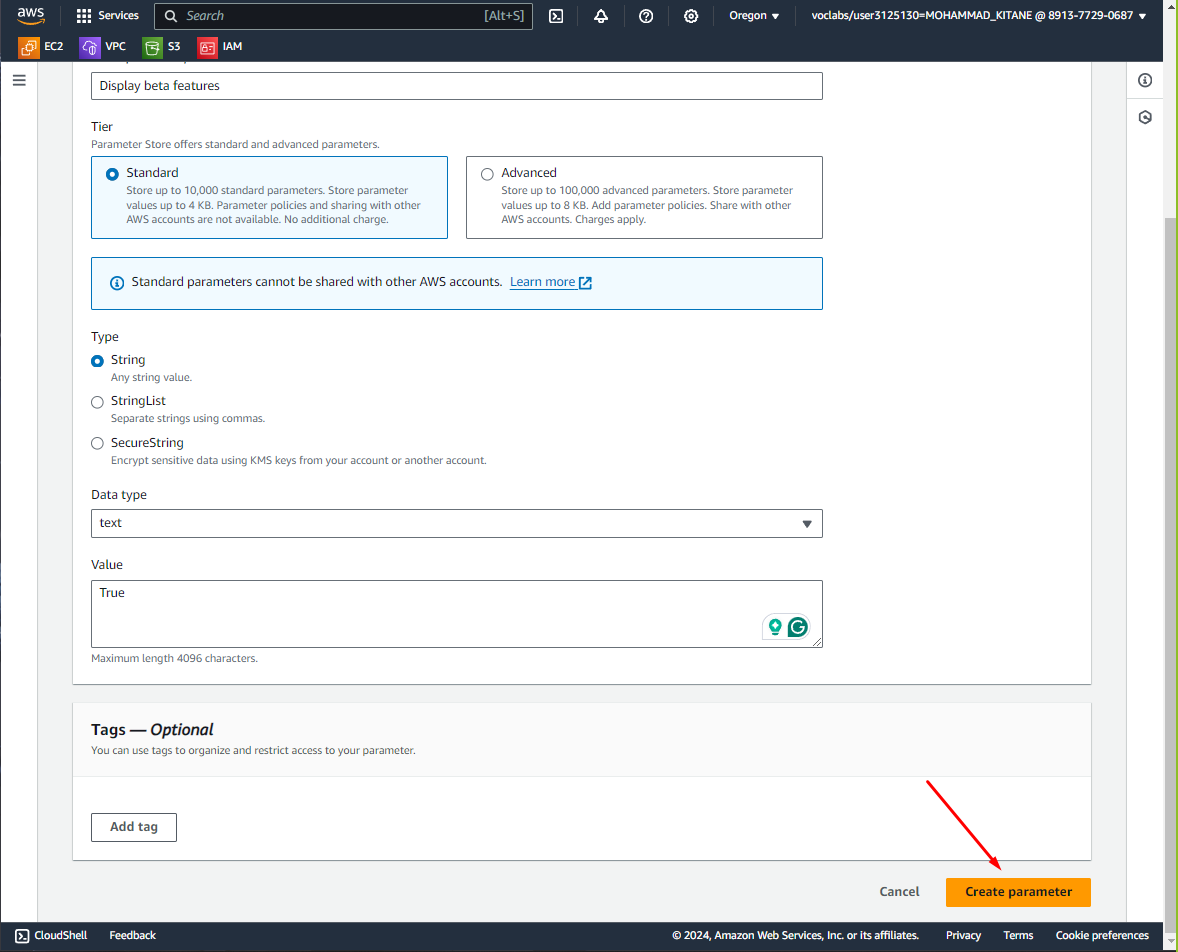 aws
Services
Search
[Alt+S]
Oregon
voclabs/user3125130=MOHAMMAD_KITANE @ 8913-7729-0687
EC2
VPC
S3
IAM
Display beta features
Tier
Parameter Store offers standard and advanced parameters.
Standard
Store up to 10,000 standard parameters. Store parameter
values up to 4 KB. Parameter policies and sharing with other
AWS accounts are not available. No additional charge.
Advanced
Store up to 100,000 advanced parameters. Store parameter
values up to 8 KB. Add parameter policies. Share with other
AWS accounts. Charges apply.
Standard parameters cannot be shared with other AWS accounts. Learn more
Type
String
Any string value.
StringList
Separate strings using commas.
SecureString
Encrypt sensitive data using KMS keys from your account or another account.
Data type
text
Value
True
Maximum length 4096 characters.
Tags — Optional
You can use tags to organize and restrict access to your parameter.
Add tag
Cancel
Create parameter
CloudShell
Feedback
© 2024, Amazon Web Services, Inc. or its affiliates.
Privacy
Terms
Cookie preferences